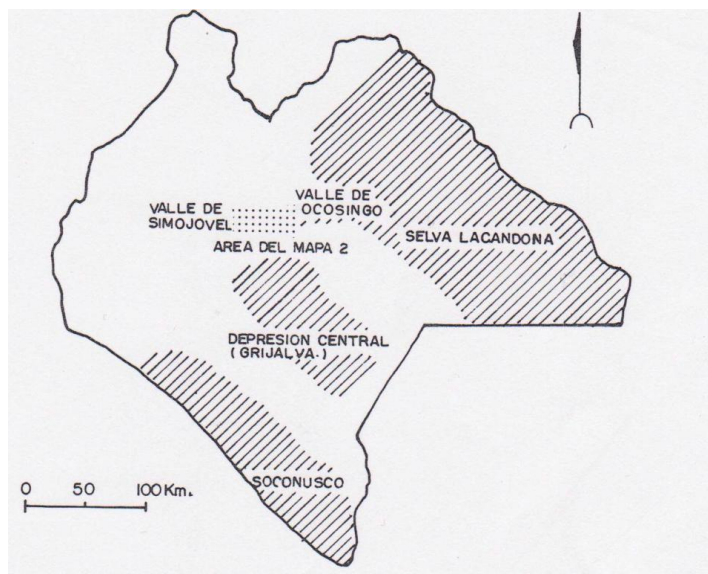 VALLE DE
SIMOJOVEL
VALLE DE
OCOSINGO
SELVA LACANDONA
AREA DEL MAPA 2
DEPRESION CENTRAL
(GRIJALVA.)
SOCONUSCO
0 50 100 Km.